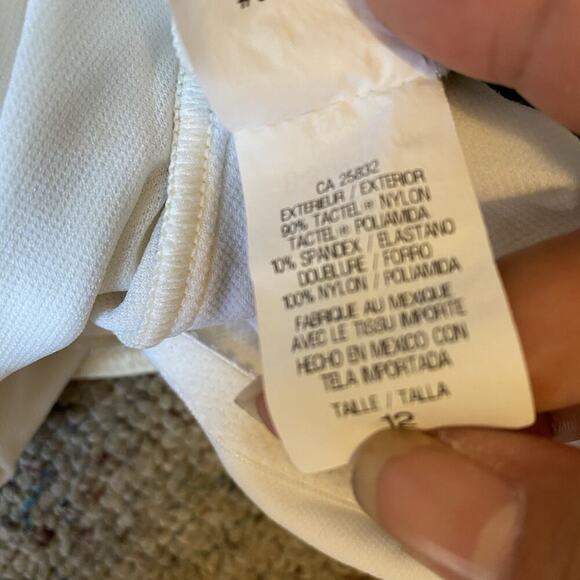 CA 25832
EXTERIEUR / EXTERIOR
90% TACTEL ® NYLON
TACTEL ® POLIAMIDA
10% SPANDEX / ELASTANO
DOUBLURE / FORRO
100% NYLON / POLIAMIDA
FABRIQUE AU MEXIQUE
AVEC LE TISSU IMPORTE
HECHO EN MEXICO CON
TELA IMPORTADA
TAILLE / TALLA
12